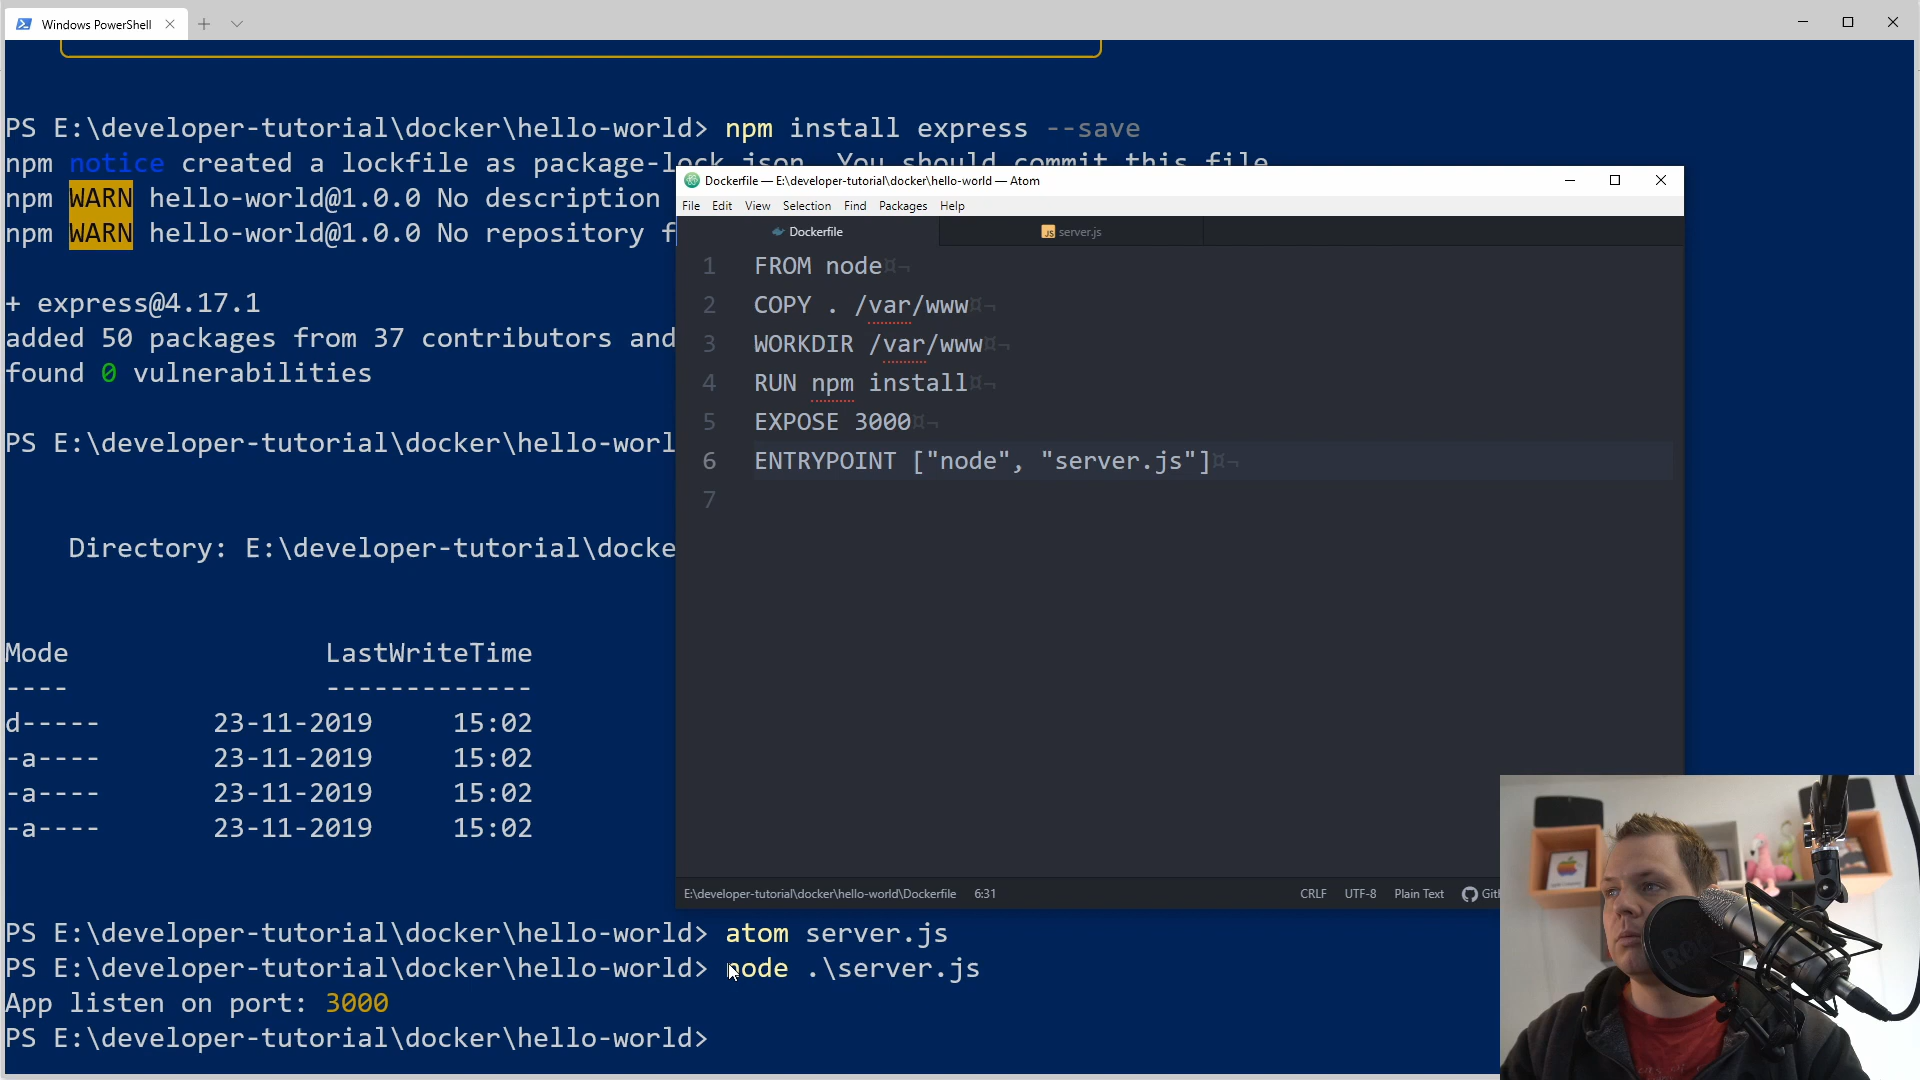 Windows PowerShell
PS E:\developer-tutorial\docker\hello-world> npm install express --save
npm notice created a lockfile as package-lock.json. You should commit this file.
npm WARN hello-world@1.0.0 No description
npm WARN hello-world@1.0.0 No repository f
+ express@4.17.1
added 50 packages from 37 contributors and
found 0 vulnerabilities
PS E:\developer-tutorial\docker\hello-worl
Directory: E:\developer-tutorial\docke
Mode LastWriteTime
---- -------------
d----- 23-11-2019 15:02
-a---- 23-11-2019 15:02
-a---- 23-11-2019 15:02
-a---- 23-11-2019 15:02
PS E:\developer-tutorial\docker\hello-world> atom server.js
PS E:\developer-tutorial\docker\hello-world> node .\server.js
App listen on port: 3000
PS E:\developer-tutorial\docker\hello-world>
Dockerfile — E:\developer-tutorial\docker\hello-world — Atom
File Edit View Selection Find Packages Help
Dockerfile
JS server.js
1 FROM node
2 COPY . /var/www
3 WORKDIR /var/www
4 RUN npm install
5 EXPOSE 3000
6 ENTRYPOINT ["node", "server.js"]
7
E:\developer-tutorial\docker\hello-world\Dockerfile 6:31
CRLF UTF-8 Plain Text Git